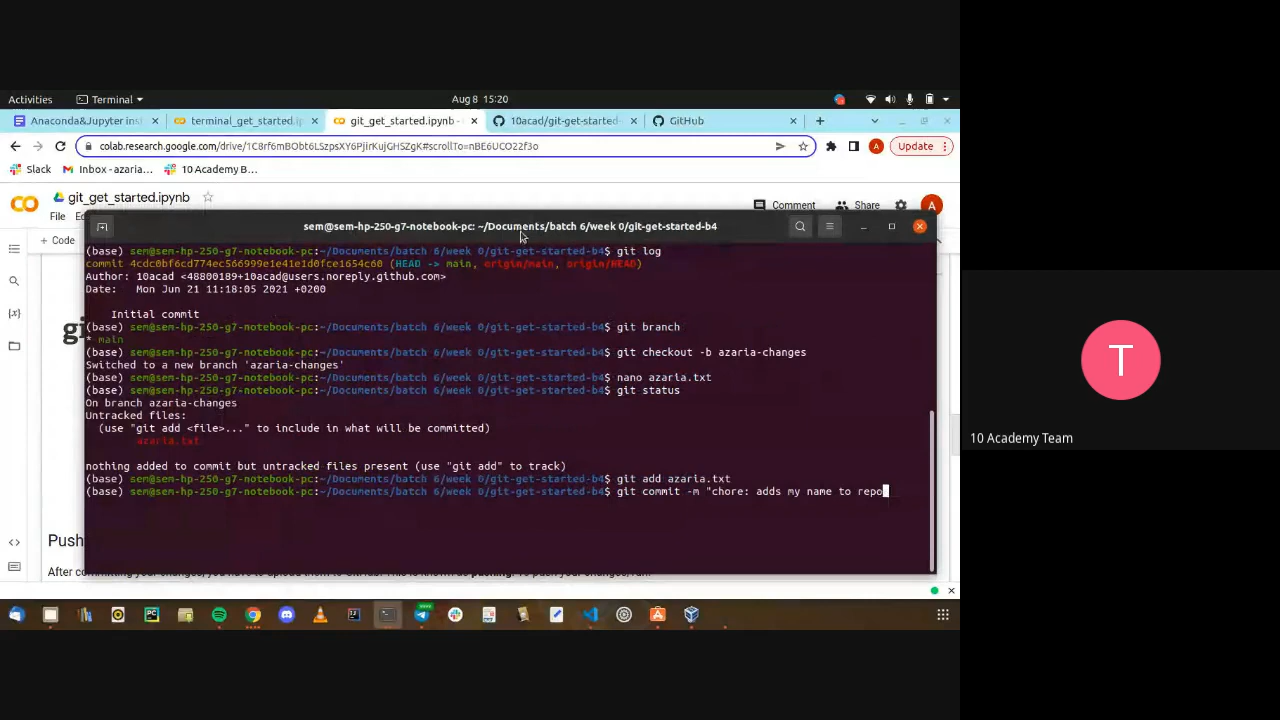 Activities Terminal Aug 8 15:20
Anaconda&Jupyter ins terminal_get_started.ip git_get_started.ipynb - 10acad/git-get-started- GitHub
colab.research.google.com/drive/1C8rf6mBObt6LSzpsXY6PjirKujGHSZgK#scrollTo=nBE6UCO22f3o A Update
Slack Inbox – azaria... 10 Academy B...
git_get_started.ipynb
Comment Share A
File
+ Code
sem@sem-hp-250-g7-notebook-pc: ~/Documents/batch 6/week 0/git-get-started-b4
(base) sem@sem-hp-250-g7-notebook-pc:~/Documents/batch 6/week 0/git-get-started-b4$ git log
commit 4cdc0bf6cd774ec566999e1e41e1d0fce1654c60 (HEAD -> main, origin/main, origin/HEAD)
Author: 10acad <48800189+10acad@users.noreply.github.com>
Date: Mon Jun 21 11:18:05 2021 +0200
Initial commit
(base) sem@sem-hp-250-g7-notebook-pc:~/Documents/batch 6/week 0/git-get-started-b4$ git branch
* main
(base) sem@sem-hp-250-g7-notebook-pc:~/Documents/batch 6/week 0/git-get-started-b4$ git checkout -b azaria-changes
Switched to a new branch 'azaria-changes'
(base) sem@sem-hp-250-g7-notebook-pc:~/Documents/batch 6/week 0/git-get-started-b4$ nano azaria.txt
(base) sem@sem-hp-250-g7-notebook-pc:~/Documents/batch 6/week 0/git-get-started-b4$ git status
On branch azaria-changes
Untracked files:
(use "git add <file>..." to include in what will be committed)
azaria.txt
nothing added to commit but untracked files present (use "git add" to track)
(base) sem@sem-hp-250-g7-notebook-pc:~/Documents/batch 6/week 0/git-get-started-b4$ git add azaria.txt
(base) sem@sem-hp-250-g7-notebook-pc:~/Documents/batch 6/week 0/git-get-started-b4$ git commit -m "chore: adds my name to repo
Push
T
10 Academy Team